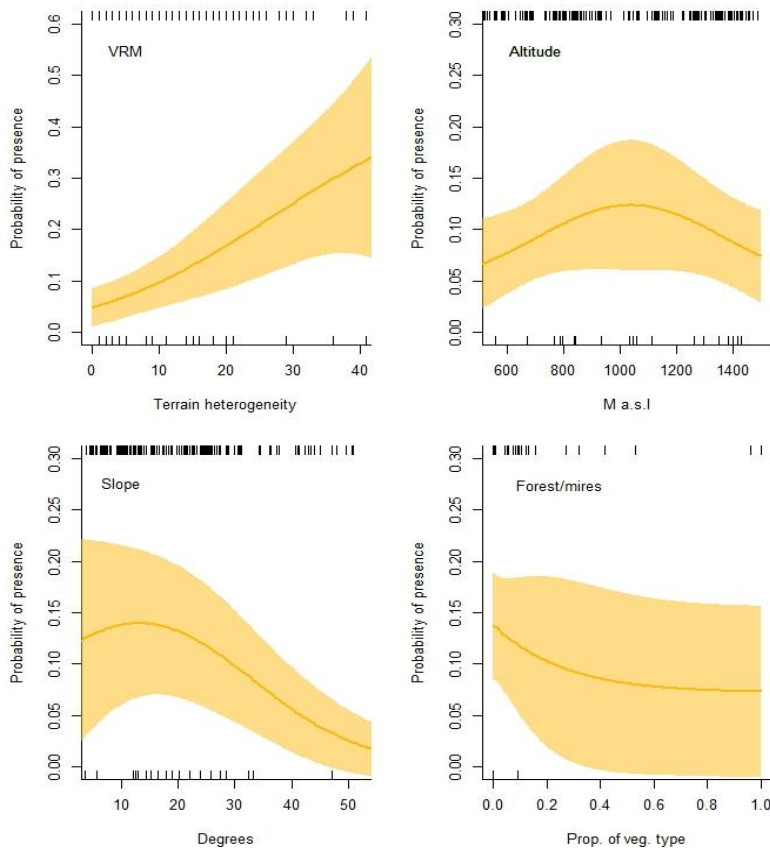 VRM
Probability of presence
0.0 0.1 0.2 0.3 0.4 0.5 0.6
0 10 20 30 40
Terrain heterogeneity
Altitude
Probability of presence
0.00 0.05 0.10 0.15 0.20 0.25 0.30
600 800 1000 1200 1400
M a.s.l
Slope
Probability of presence
0.00 0.05 0.10 0.15 0.20 0.25 0.30
10 20 30 40 50
Degrees
Forest/mires
Probability of presence
0.00 0.05 0.10 0.15 0.20 0.25 0.30
0.0 0.2 0.4 0.6 0.8 1.0
Prop. of veg. type